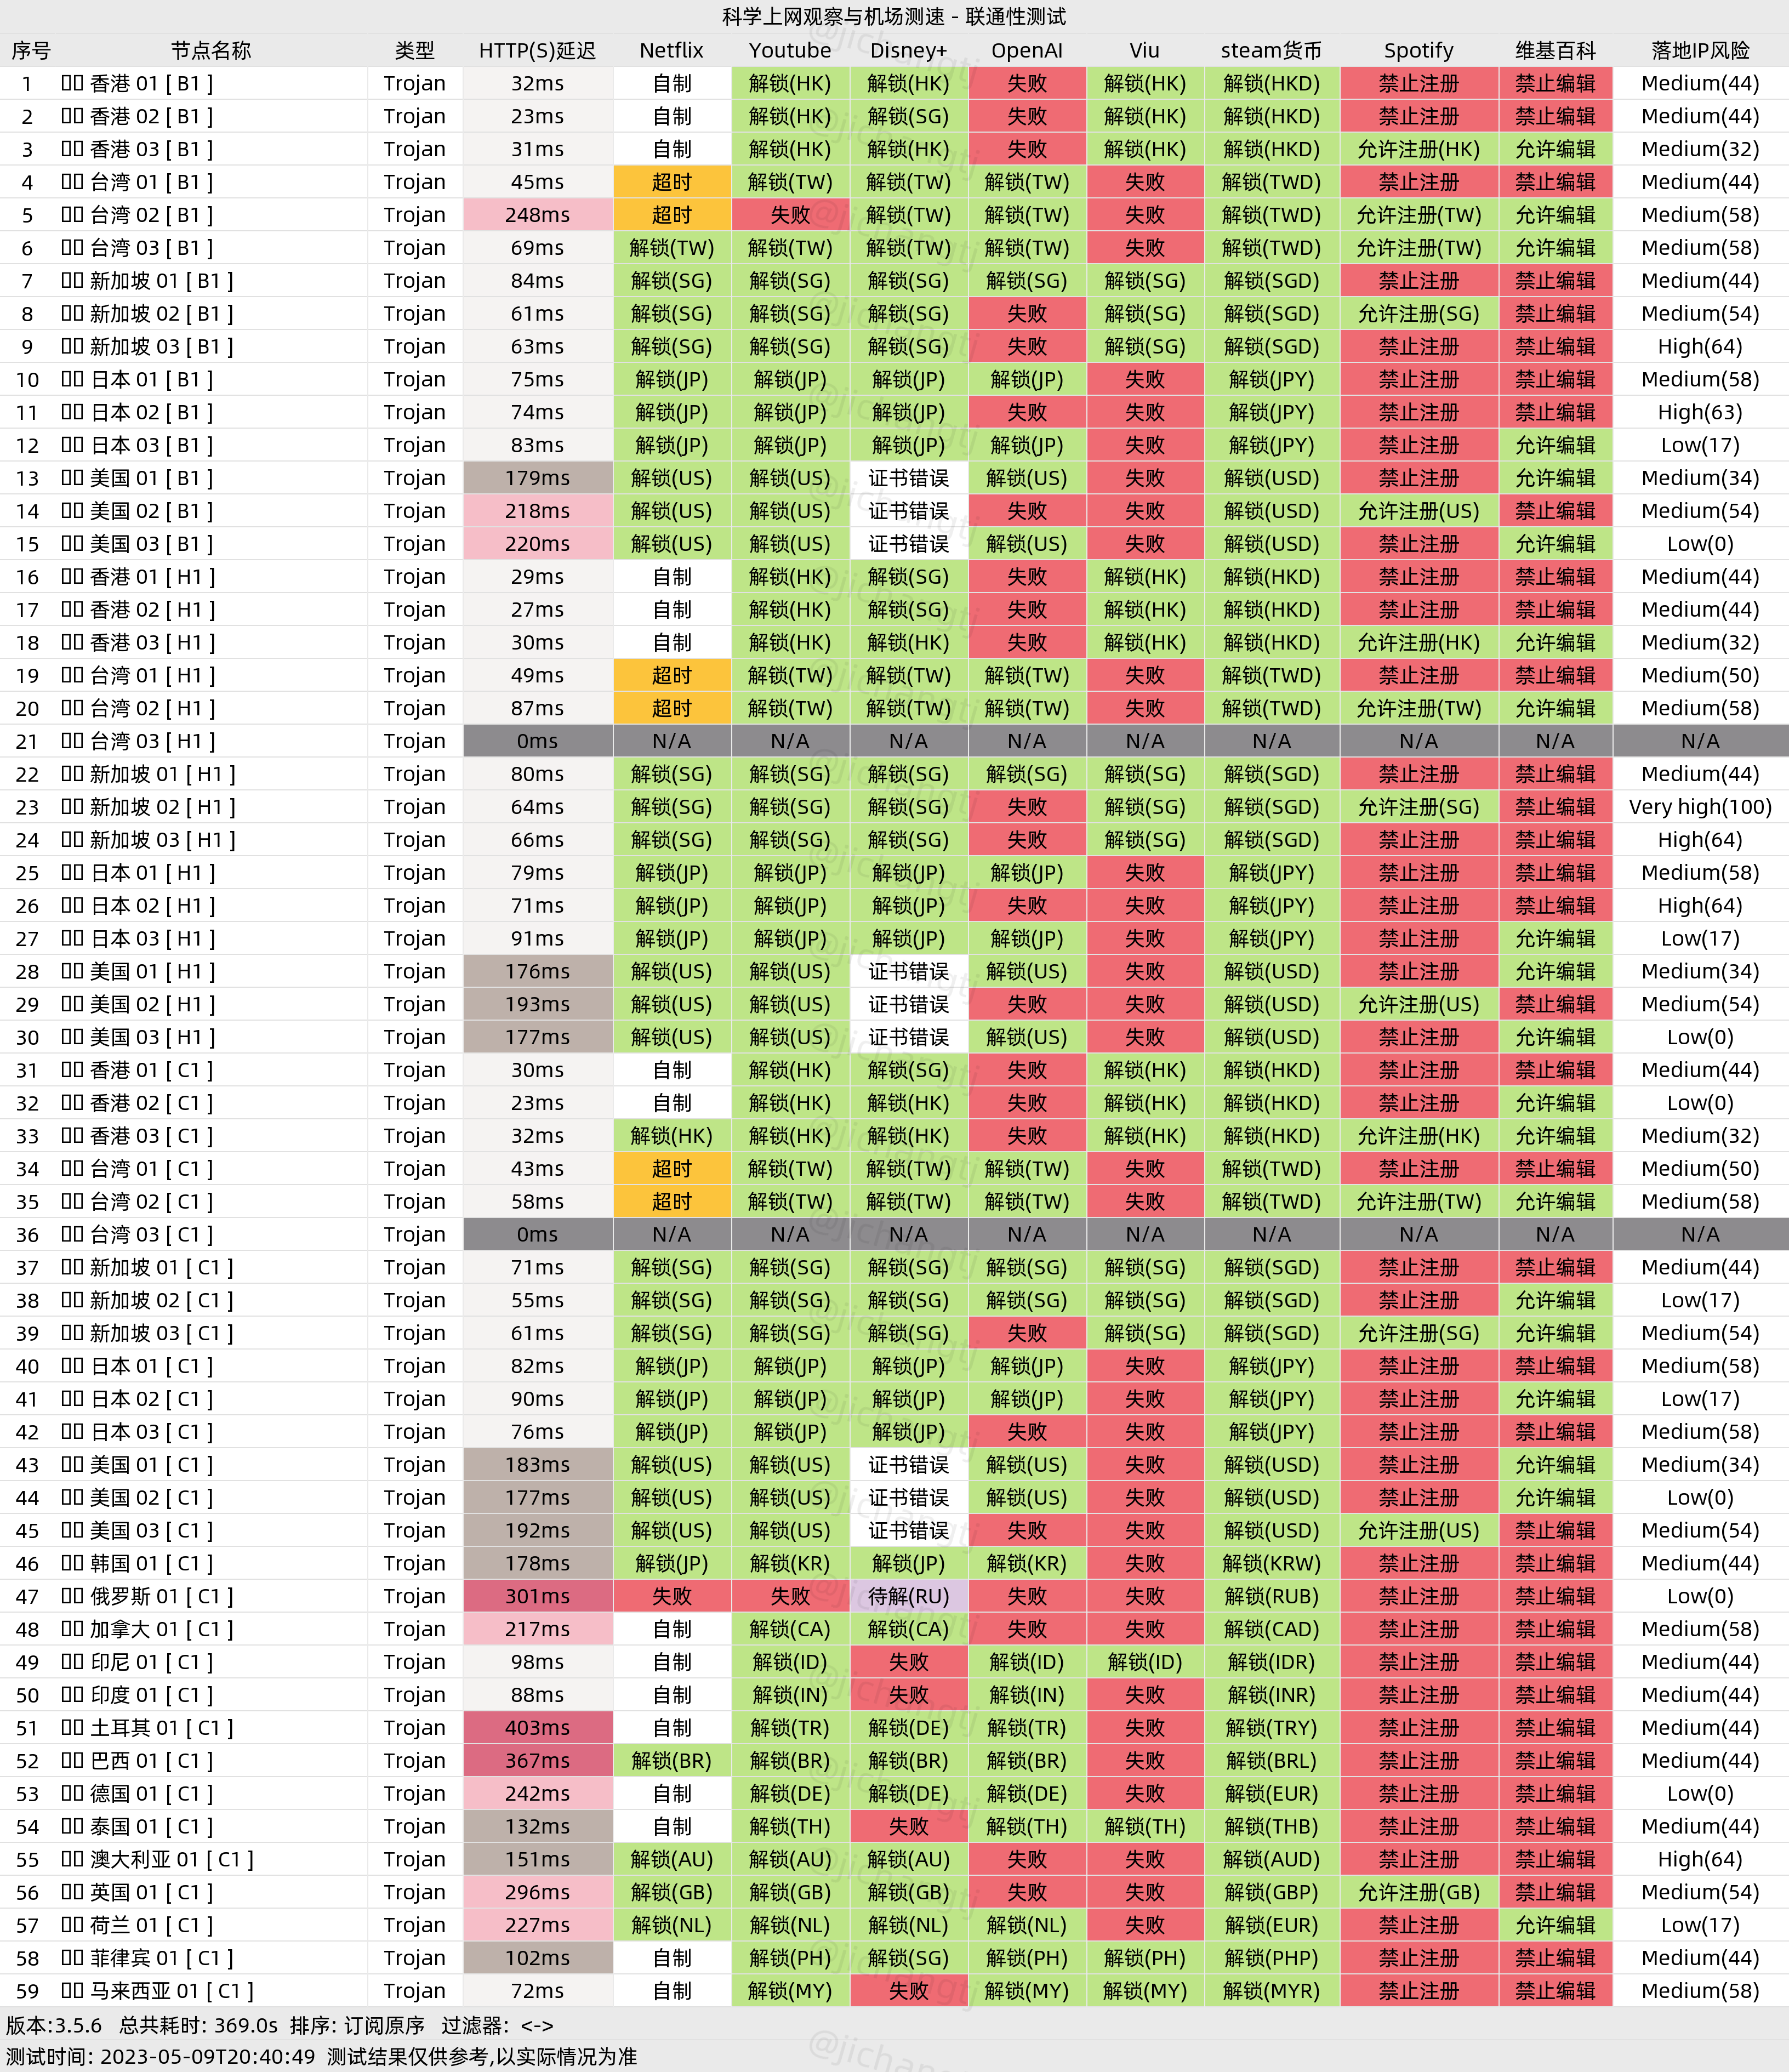 科学上网观察与机场测速 - 联通性测试
序号 节点名称 类型 HTTP(S)延迟 Netflix Youtube Disney+ OpenAI Viu steam货币 Spotify 维基百科 落地IP风险
1 香港 01 [ B1 ] Trojan 32ms 自制 解锁(HK) 解锁(HK) 失败 解锁(HK) 解锁(HKD) 禁止注册 禁止编辑 Medium(44)
2 香港 02 [ B1 ] Trojan 23ms 自制 解锁(HK) 解锁(SG) 失败 解锁(HK) 解锁(HKD) 禁止注册 禁止编辑 Medium(44)
3 香港 03 [ B1 ] Trojan 31ms 自制 解锁(HK) 解锁(HK) 失败 解锁(HK) 解锁(HKD) 允许注册(HK) 允许编辑 Medium(32)
4 台湾 01 [ B1 ] Trojan 45ms 超时 解锁(TW) 解锁(TW) 解锁(TW) 失败 解锁(TWD) 禁止注册 禁止编辑 Medium(44)
5 台湾 02 [ B1 ] Trojan 248ms 超时 失败 解锁(TW) 解锁(TW) 失败 解锁(TWD) 允许注册(TW) 允许编辑 Medium(58)
6 台湾 03 [ B1 ] Trojan 69ms 解锁(TW) 解锁(TW) 解锁(TW) 解锁(TW) 失败 解锁(TWD) 允许注册(TW) 允许编辑 Medium(58)
7 新加坡 01 [ B1 ] Trojan 84ms 解锁(SG) 解锁(SG) 解锁(SG) 解锁(SG) 解锁(SG) 解锁(SGD) 禁止注册 禁止编辑 Medium(44)
8 新加坡 02 [ B1 ] Trojan 61ms 解锁(SG) 解锁(SG) 解锁(SG) 失败 解锁(SG) 解锁(SGD) 允许注册(SG) 禁止编辑 Medium(54)
9 新加坡 03 [ B1 ] Trojan 63ms 解锁(SG) 解锁(SG) 解锁(SG) 失败 解锁(SG) 解锁(SGD) 禁止注册 禁止编辑 High(64)
10 日本 01 [ B1 ] Trojan 75ms 解锁(JP) 解锁(JP) 解锁(JP) 解锁(JP) 失败 解锁(JPY) 禁止注册 禁止编辑 Medium(58)
11 日本 02 [ B1 ] Trojan 74ms 解锁(JP) 解锁(JP) 解锁(JP) 失败 失败 解锁(JPY) 禁止注册 禁止编辑 High(63)
12 日本 03 [ B1 ] Trojan 83ms 解锁(JP) 解锁(JP) 解锁(JP) 解锁(JP) 失败 解锁(JPY) 禁止注册 允许编辑 Low(17)
13 美国 01 [ B1 ] Trojan 179ms 解锁(US) 解锁(US) 证书错误 解锁(US) 失败 解锁(USD) 禁止注册 允许编辑 Medium(34)
14 美国 02 [ B1 ] Trojan 218ms 解锁(US) 解锁(US) 证书错误 失败 失败 解锁(USD) 允许注册(US) 禁止编辑 Medium(54)
15 美国 03 [ B1 ] Trojan 220ms 解锁(US) 解锁(US) 证书错误 解锁(US) 失败 解锁(USD) 禁止注册 允许编辑 Low(0)
16 香港 01 [ H1 ] Trojan 29ms 自制 解锁(HK) 解锁(SG) 失败 解锁(HK) 解锁(HKD) 禁止注册 禁止编辑 Medium(44)
17 香港 02 [ H1 ] Trojan 27ms 自制 解锁(HK) 解锁(SG) 失败 解锁(HK) 解锁(HKD) 禁止注册 禁止编辑 Medium(44)
18 香港 03 [ H1 ] Trojan 30ms 自制 解锁(HK) 解锁(HK) 失败 解锁(HK) 解锁(HKD) 允许注册(HK) 允许编辑 Medium(32)
19 台湾 01 [ H1 ] Trojan 49ms 超时 解锁(TW) 解锁(TW) 解锁(TW) 失败 解锁(TWD) 禁止注册 禁止编辑 Medium(50)
20 台湾 02 [ H1 ] Trojan 87ms 超时 解锁(TW) 解锁(TW) 解锁(TW) 失败 解锁(TWD) 允许注册(TW) 允许编辑 Medium(58)
21 台湾 03 [ H1 ] Trojan 0ms N/A N/A N/A N/A N/A N/A N/A N/A N/A
22 新加坡 01 [ H1 ] Trojan 80ms 解锁(SG) 解锁(SG) 解锁(SG) 解锁(SG) 解锁(SG) 解锁(SGD) 禁止注册 禁止编辑 Medium(44)
23 新加坡 02 [ H1 ] Trojan 64ms 解锁(SG) 解锁(SG) 解锁(SG) 失败 解锁(SG) 解锁(SGD) 允许注册(SG) 禁止编辑 Very high(100)
24 新加坡 03 [ H1 ] Trojan 66ms 解锁(SG) 解锁(SG) 解锁(SG) 失败 解锁(SG) 解锁(SGD) 禁止注册 禁止编辑 High(64)
25 日本 01 [ H1 ] Trojan 79ms 解锁(JP) 解锁(JP) 解锁(JP) 解锁(JP) 失败 解锁(JPY) 禁止注册 禁止编辑 Medium(58)
26 日本 02 [ H1 ] Trojan 71ms 解锁(JP) 解锁(JP) 解锁(JP) 失败 失败 解锁(JPY) 禁止注册 禁止编辑 High(64)
27 日本 03 [ H1 ] Trojan 91ms 解锁(JP) 解锁(JP) 解锁(JP) 解锁(JP) 失败 解锁(JPY) 禁止注册 允许编辑 Low(17)
28 美国 01 [ H1 ] Trojan 176ms 解锁(US) 解锁(US) 证书错误 解锁(US) 失败 解锁(USD) 禁止注册 允许编辑 Medium(34)
29 美国 02 [ H1 ] Trojan 193ms 解锁(US) 解锁(US) 证书错误 失败 失败 解锁(USD) 允许注册(US) 禁止编辑 Medium(54)
30 美国 03 [ H1 ] Trojan 177ms 解锁(US) 解锁(US) 证书错误 解锁(US) 失败 解锁(USD) 禁止注册 允许编辑 Low(0)
31 香港 01 [ C1 ] Trojan 30ms 自制 解锁(HK) 解锁(SG) 失败 解锁(HK) 解锁(HKD) 禁止注册 禁止编辑 Medium(44)
32 香港 02 [ C1 ] Trojan 23ms 自制 解锁(HK) 解锁(HK) 失败 解锁(HK) 解锁(HKD) 禁止注册 允许编辑 Low(0)
33 香港 03 [ C1 ] Trojan 32ms 解锁(HK) 解锁(HK) 解锁(HK) 失败 解锁(HK) 解锁(HKD) 允许注册(HK) 允许编辑 Medium(32)
34 台湾 01 [ C1 ] Trojan 43ms 超时 解锁(TW) 解锁(TW) 解锁(TW) 失败 解锁(TWD) 禁止注册 禁止编辑 Medium(50)
35 台湾 02 [ C1 ] Trojan 58ms 超时 解锁(TW) 解锁(TW) 解锁(TW) 失败 解锁(TWD) 允许注册(TW) 允许编辑 Medium(58)
36 台湾 03 [ C1 ] Trojan 0ms N/A N/A N/A N/A N/A N/A N/A N/A N/A
37 新加坡 01 [ C1 ] Trojan 71ms 解锁(SG) 解锁(SG) 解锁(SG) 解锁(SG) 解锁(SG) 解锁(SGD) 禁止注册 禁止编辑 Medium(44)
38 新加坡 02 [ C1 ] Trojan 55ms 解锁(SG) 解锁(SG) 解锁(SG) 解锁(SG) 解锁(SG) 解锁(SGD) 禁止注册 允许编辑 Low(17)
39 新加坡 03 [ C1 ] Trojan 61ms 解锁(SG) 解锁(SG) 解锁(SG) 失败 解锁(SG) 解锁(SGD) 允许注册(SG) 允许编辑 Medium(54)
40 日本 01 [ C1 ] Trojan 82ms 解锁(JP) 解锁(JP) 解锁(JP) 解锁(JP) 失败 解锁(JPY) 禁止注册 禁止编辑 Medium(58)
41 日本 02 [ C1 ] Trojan 90ms 解锁(JP) 解锁(JP) 解锁(JP) 解锁(JP) 失败 解锁(JPY) 禁止注册 允许编辑 Low(17)
42 日本 03 [ C1 ] Trojan 76ms 解锁(JP) 解锁(JP) 解锁(JP) 失败 失败 解锁(JPY) 禁止注册 禁止编辑 Medium(58)
43 美国 01 [ C1 ] Trojan 183ms 解锁(US) 解锁(US) 证书错误 解锁(US) 失败 解锁(USD) 禁止注册 允许编辑 Medium(34)
44 美国 02 [ C1 ] Trojan 177ms 解锁(US) 解锁(US) 证书错误 解锁(US) 失败 解锁(USD) 禁止注册 允许编辑 Low(0)
45 美国 03 [ C1 ] Trojan 192ms 解锁(US) 解锁(US) 证书错误 失败 失败 解锁(USD) 允许注册(US) 禁止编辑 Medium(54)
46 韩国 01 [ C1 ] Trojan 178ms 解锁(JP) 解锁(KR) 解锁(JP) 解锁(KR) 失败 解锁(KRW) 禁止注册 禁止编辑 Medium(44)
47 俄罗斯 01 [ C1 ] Trojan 301ms 失败 失败 待解(RU) 失败 失败 解锁(RUB) 禁止注册 禁止编辑 Low(0)
48 加拿大 01 [ C1 ] Trojan 217ms 自制 解锁(CA) 解锁(CA) 失败 失败 解锁(CAD) 禁止注册 禁止编辑 Medium(58)
49 印尼 01 [ C1 ] Trojan 98ms 自制 解锁(ID) 失败 解锁(ID) 解锁(ID) 解锁(IDR) 禁止注册 禁止编辑 Medium(44)
50 印度 01 [ C1 ] Trojan 88ms 自制 解锁(IN) 失败 解锁(IN) 失败 解锁(INR) 禁止注册 禁止编辑 Medium(44)
51 土耳其 01 [ C1 ] Trojan 403ms 自制 解锁(TR) 解锁(DE) 解锁(TR) 失败 解锁(TRY) 禁止注册 禁止编辑 Medium(44)
52 巴西 01 [ C1 ] Trojan 367ms 解锁(BR) 解锁(BR) 解锁(BR) 解锁(BR) 失败 解锁(BRL) 禁止注册 禁止编辑 Medium(44)
53 德国 01 [ C1 ] Trojan 242ms 自制 解锁(DE) 解锁(DE) 解锁(DE) 失败 解锁(EUR) 禁止注册 禁止编辑 Low(0)
54 泰国 01 [ C1 ] Trojan 132ms 自制 解锁(TH) 失败 解锁(TH) 解锁(TH) 解锁(THB) 禁止注册 禁止编辑 Medium(44)
55 澳大利亚 01 [ C1 ] Trojan 151ms 解锁(AU) 解锁(AU) 解锁(AU) 失败 失败 解锁(AUD) 禁止注册 禁止编辑 High(64)
56 英国 01 [ C1 ] Trojan 296ms 解锁(GB) 解锁(GB) 解锁(GB) 失败 失败 解锁(GBP) 允许注册(GB) 禁止编辑 Medium(54)
57 荷兰 01 [ C1 ] Trojan 227ms 解锁(NL) 解锁(NL) 解锁(NL) 解锁(NL) 失败 解锁(EUR) 禁止注册 允许编辑 Low(17)
58 菲律宾 01 [ C1 ] Trojan 102ms 自制 解锁(PH) 解锁(SG) 解锁(PH) 解锁(PH) 解锁(PHP) 禁止注册 禁止编辑 Medium(44)
59 马来西亚 01 [ C1 ] Trojan 72ms 自制 解锁(MY) 失败 解锁(MY) 解锁(MY) 解锁(MYR) 禁止注册 禁止编辑 Medium(58)
版本:3.5.6 总共耗时: 369.0s 排序: 订阅原序 过滤器: <->
测试时间: 2023-05-09T20:40:49 测试结果仅供参考,以实际情况为准
@jichangtj